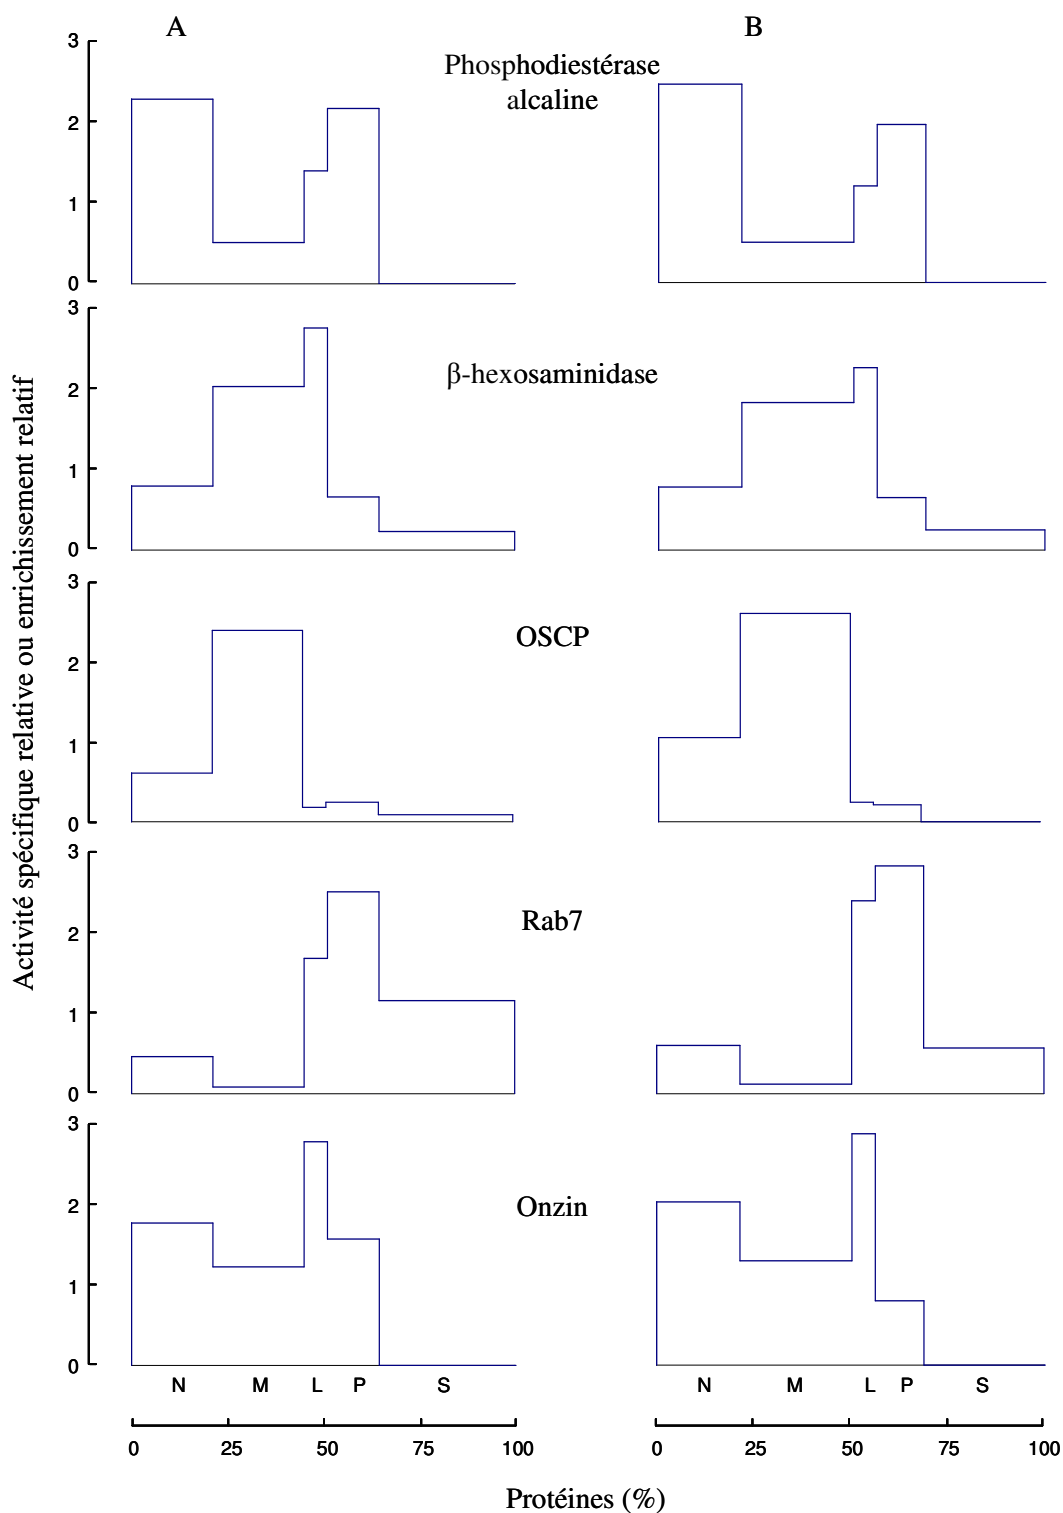 A
B
3
2
1
0
Phosphodiestérase
alcaline
3
2
1
0
β-hexosaminidase
3
2
1
0
OSCP
3
2
1
0
Rab7
3
2
1
0
Onzin
Activité spécifique relative ou enrichissement relatif
N M L P S
N M L P S
0 25 50 75 100
0 25 50 75 100
Protéines (%)